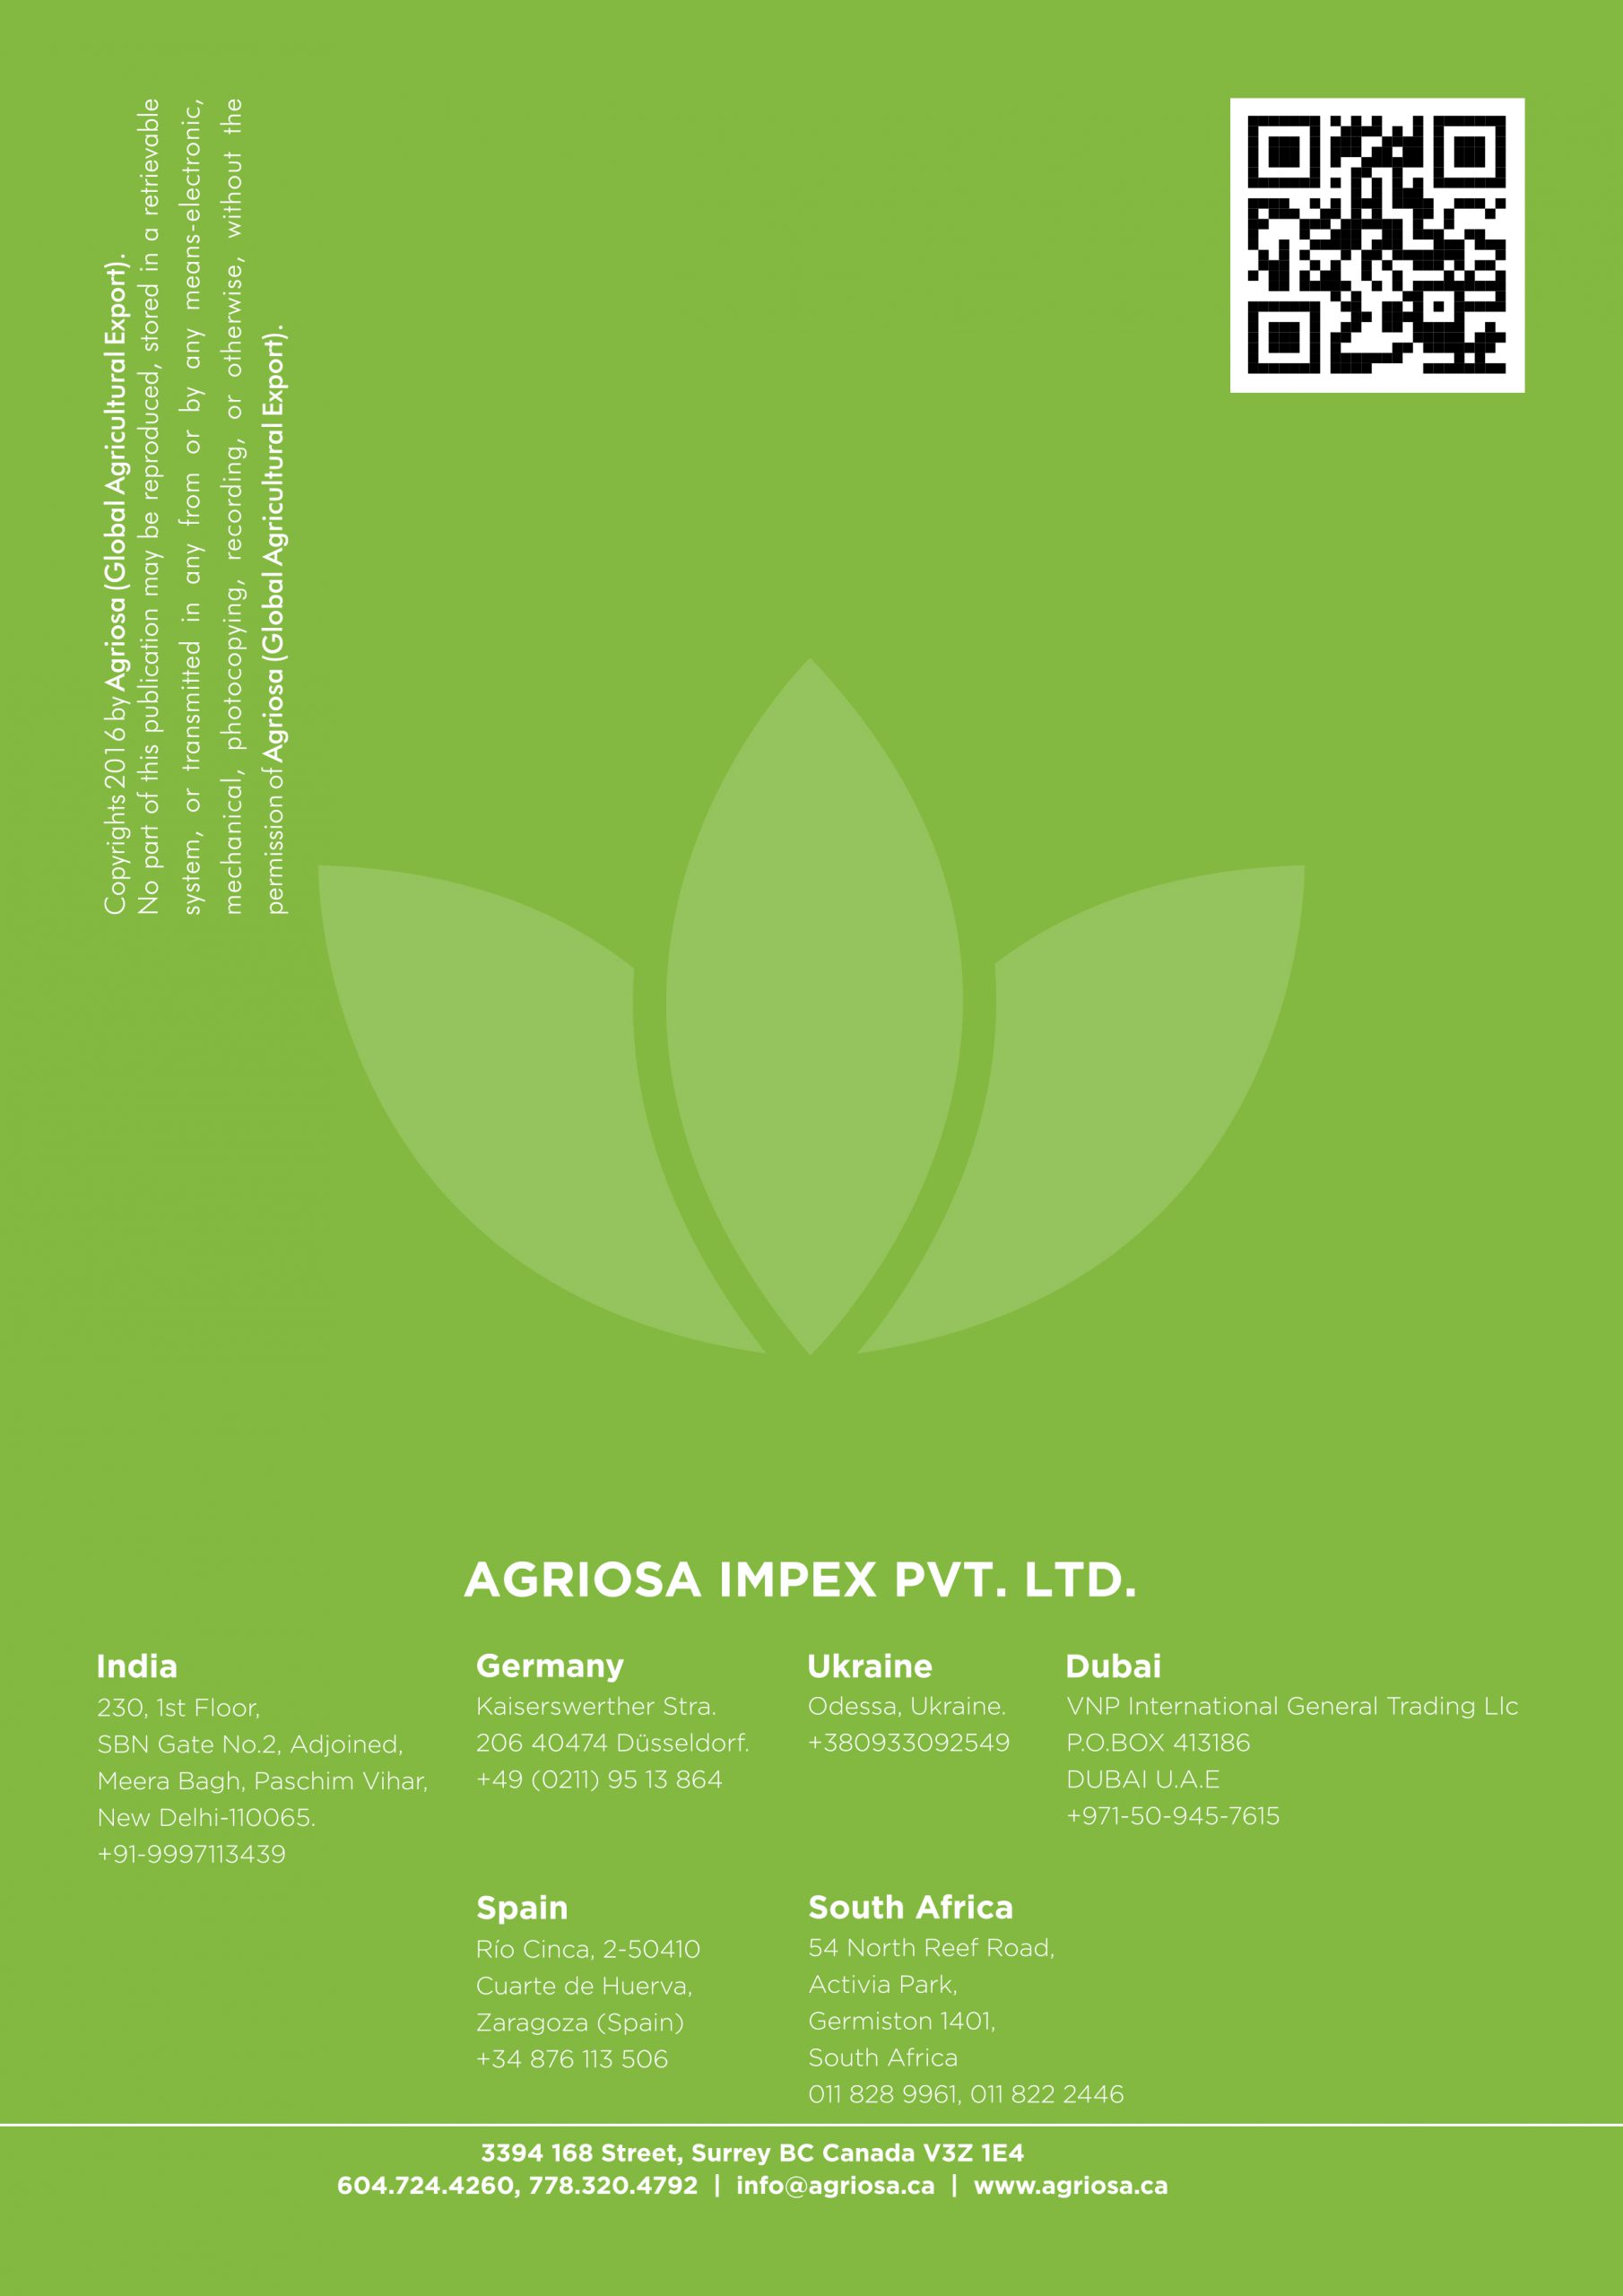 Copyrights 2016 by Agriosa (Global Agricultural Export).
No part of this publication may be reproduced, stored in a retrievable
system, or transmitted in any from or by any means-electronic,
mechanical, photocopying, recording, or otherwise, without the
permission of Agriosa (Global Agricultural Export).
AGRIOSA IMPEX PVT. LTD.
India
230, 1st Floor,
SBN Gate No.2, Adjoined,
Meera Bagh, Paschim Vihar,
New Delhi-110065.
+91-9997113439
Germany
Kaiserswerther Stra.
206 40474 Düsseldorf.
+49 (0211) 95 13 864
Ukraine
Odessa, Ukraine.
+380933092549
Dubai
VNP International General Trading Llc
P.O.BOX 413186
DUBAI U.A.E
+971-50-945-7615
Spain
Río Cinca, 2-50410
Cuarte de Huerva,
Zaragoza (Spain)
+34 876 113 506
South Africa
54 North Reef Road,
Activia Park,
Germiston 1401,
South Africa
011 828 9961, 011 822 2446
3394 168 Street, Surrey BC Canada V3Z 1E4
604.724.4260, 778.320.4792 | info@agriosa.ca | www.agriosa.ca